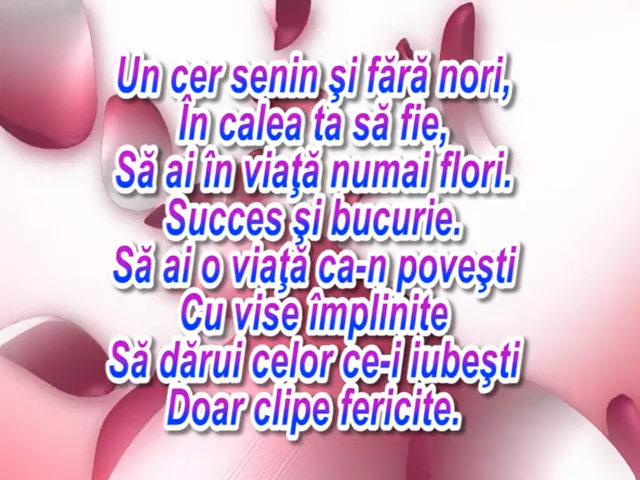 Un cer senin şi fără nori,
În calea ta să fie,
Să ai în viaţă numai flori.
Succes şi bucurie.
Să ai o viaţă ca-n poveşti
Cu vise împlinite
Să dărui celor ce-i iubeşti
Doar clipe fericite.